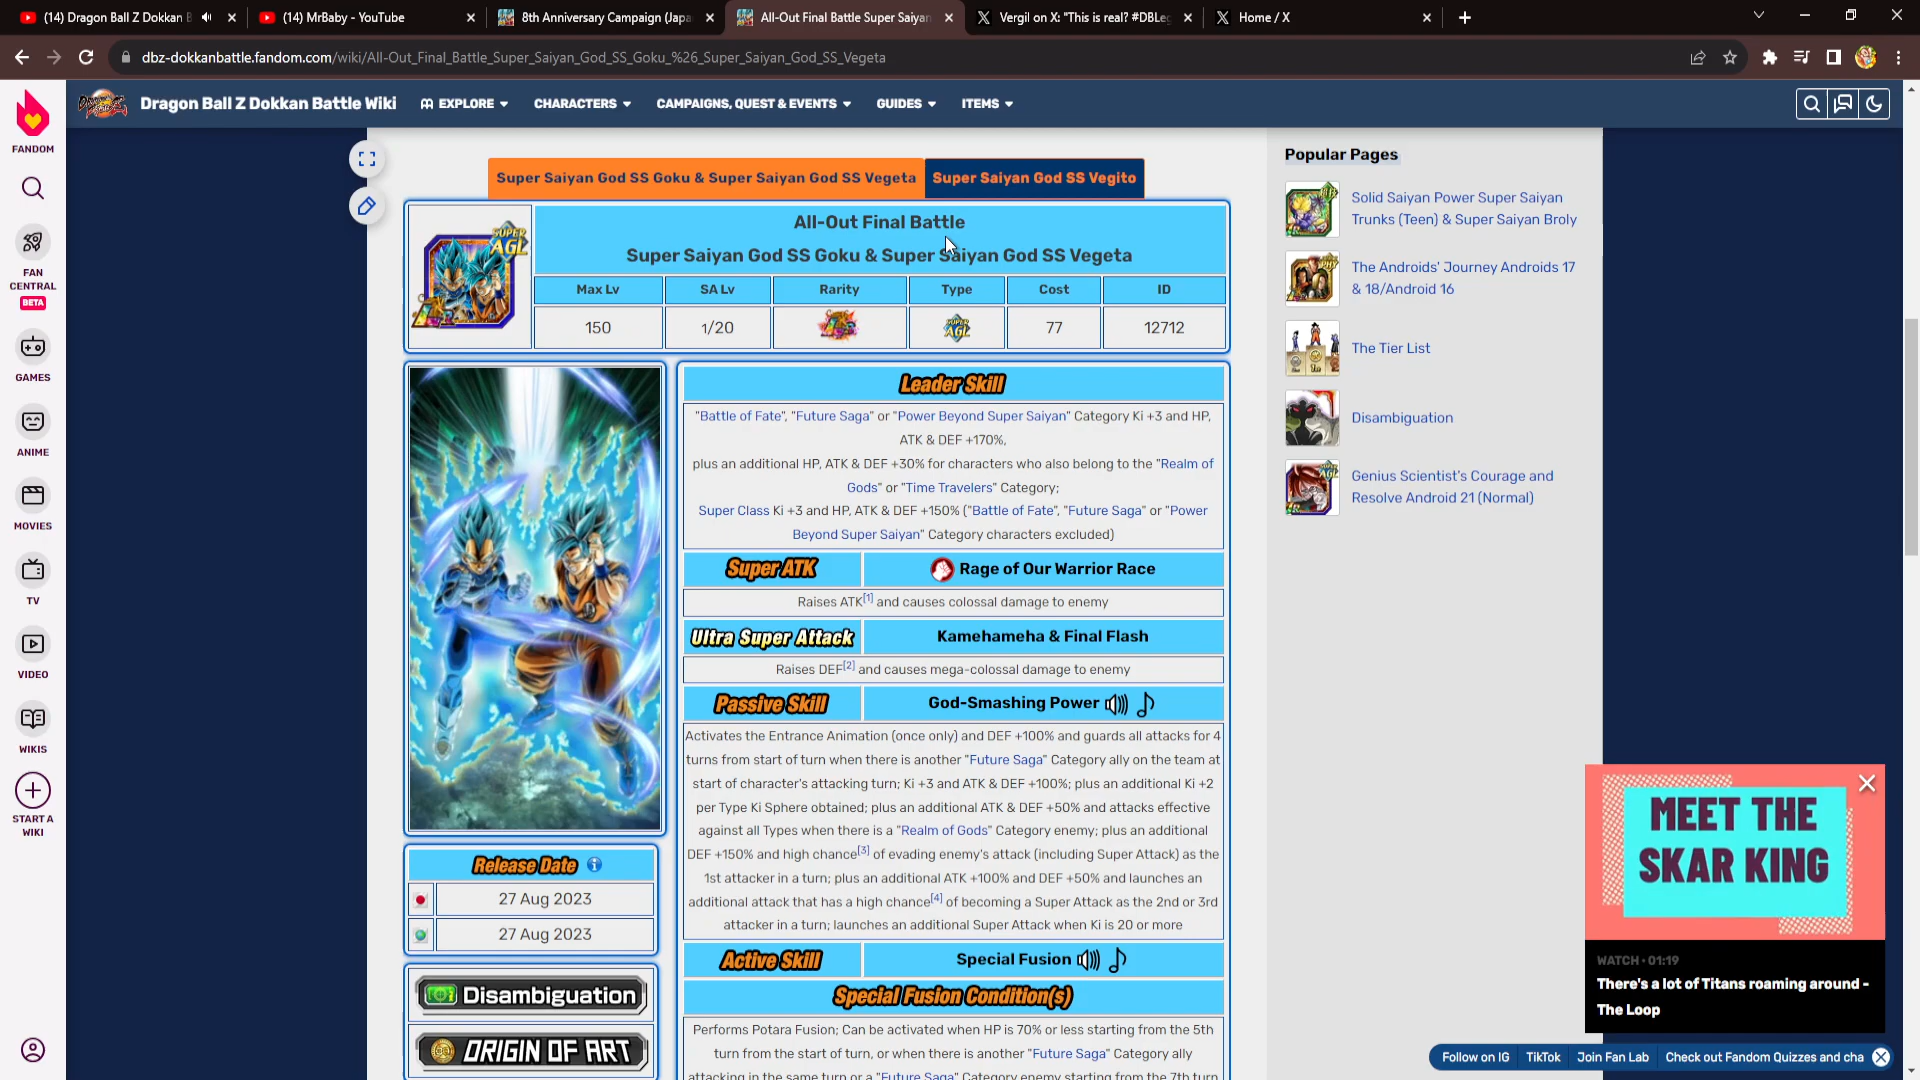 (14) Dragon Ball Z Dokkan B
(14) MrBaby - YouTube
8th Anniversary Campaign (Japa
All-Out Final Battle Super Saiyan
Vergil on X: "This is real? #DBLeg
Home / X
dbz-dokkanbattle.fandom.com/wiki/All-Out_Final_Battle_Super_Saiyan_God_SS_Goku_%26_Super_Saiyan_God_SS_Vegeta
Dragon Ball Z Dokkan Battle Wiki
EXPLORE
CHARACTERS
CAMPAIGNS, QUEST & EVENTS
GUIDES
ITEMS
FANDOM
FAN CENTRAL
BETA
GAMES
ANIME
MOVIES
TV
VIDEO
WIKIS
START A WIKI
Super Saiyan God SS Goku & Super Saiyan God SS Vegeta
Super Saiyan God SS Vegito
SUPER AGL
All-Out Final Battle
Super Saiyan God SS Goku & Super Saiyan God SS Vegeta
Max Lv
SA Lv
Rarity
Type
Cost
ID
150
1/20
LR
SUPER AGL
77
12712
Leader Skill
"Battle of Fate", "Future Saga" or "Power Beyond Super Saiyan" Category Ki +3 and HP,
ATK & DEF +170%,
plus an additional HP, ATK & DEF +30% for characters who also belong to the "Realm of
Gods" or "Time Travelers" Category;
Super Class Ki +3 and HP, ATK & DEF +150% ("Battle of Fate", "Future Saga" or "Power
Beyond Super Saiyan" Category characters excluded)
Super ATK
Rage of Our Warrior Race
Raises ATK[1] and causes colossal damage to enemy
Ultra Super Attack
Kamehameha & Final Flash
Raises DEF[2] and causes mega-colossal damage to enemy
Passive Skill
God-Smashing Power
Activates the Entrance Animation (once only) and DEF +100% and guards all attacks for 4
turns from start of turn when there is another "Future Saga" Category ally on the team at
start of character's attacking turn; Ki +3 and ATK & DEF +100%; plus an additional Ki +2
per Type Ki Sphere obtained; plus an additional ATK & DEF +50% and attacks effective
against all Types when there is a "Realm of Gods" Category enemy; plus an additional
DEF +150% and high chance[3] of evading enemy's attack (including Super Attack) as the
1st attacker in a turn; plus an additional ATK +100% and DEF +50% and launches an
additional attack that has a high chance[4] of becoming a Super Attack as the 2nd or 3rd
attacker in a turn; launches an additional Super Attack when Ki is 20 or more
Active Skill
Special Fusion
Special Fusion Condition(s)
Performs Potara Fusion; Can be activated when HP is 70% or less starting from the 5th
turn from the start of turn, or when there is another "Future Saga" Category ally
attacking in the same turn or a "Future Saga" Category enemy starting from the 7th turn
Release Date
27 Aug 2023
27 Aug 2023
Disambiguation
ORIGIN OF ART
Popular Pages
Solid Saiyan Power Super Saiyan
Trunks (Teen) & Super Saiyan Broly
The Androids' Journey Androids 17
& 18/Android 16
The Tier List
Disambiguation
Genius Scientist's Courage and
Resolve Android 21 (Normal)
MEET THE
SKAR KING
WATCH • 01:19
There's a lot of Titans roaming around -
The Loop
Follow on IG
TikTok
Join Fan Lab
Check out Fandom Quizzes and cha